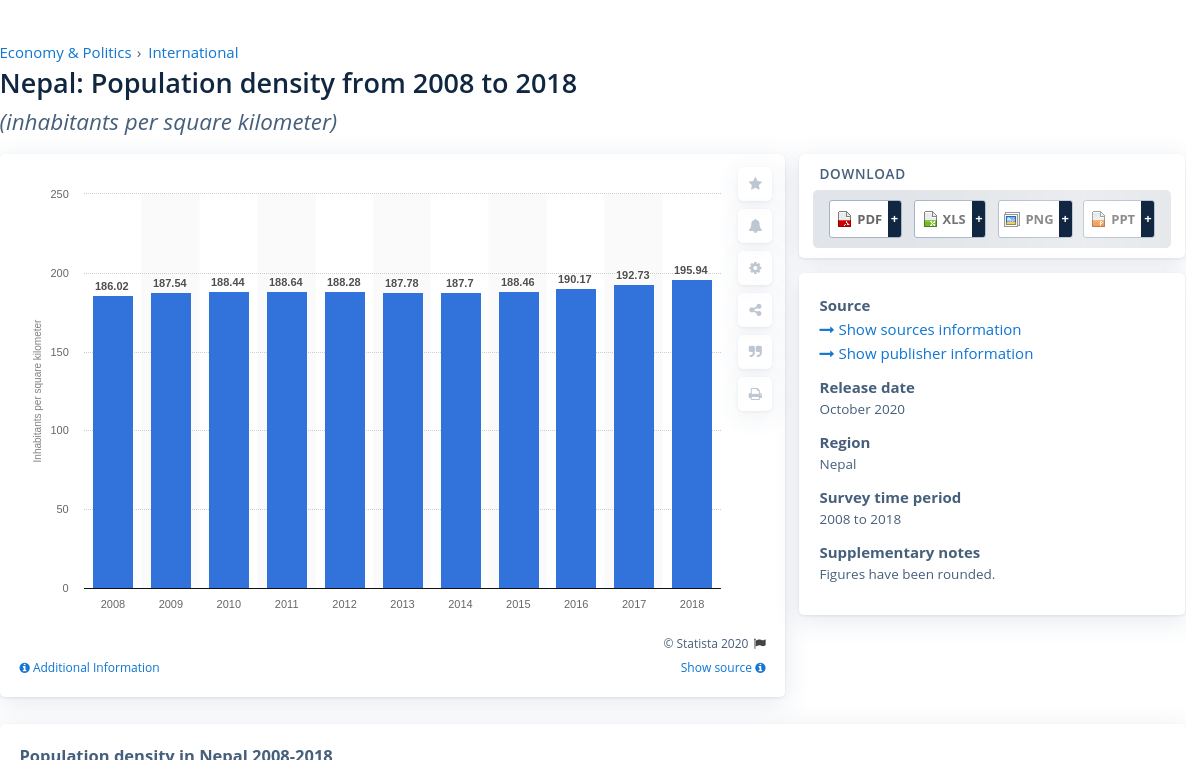 Economy & Politics › International
Nepal: Population density from 2008 to 2018
(inhabitants per square kilometer)
250
200
150
100
50
0
Inhabitants per square kilometer
186.02
187.54
188.44
188.64
188.28
187.78
187.7
188.46
190.17
192.73
195.94
2008
2009
2010
2011
2012
2013
2014
2015
2016
2017
2018
© Statista 2020
Additional Information
Show source
DOWNLOAD
PDF + XLS + PNG + PPT +
Source
Show sources information
Show publisher information
Release date
October 2020
Region
Nepal
Survey time period
2008 to 2018
Supplementary notes
Figures have been rounded.
Population density in Nepal 2008-2018